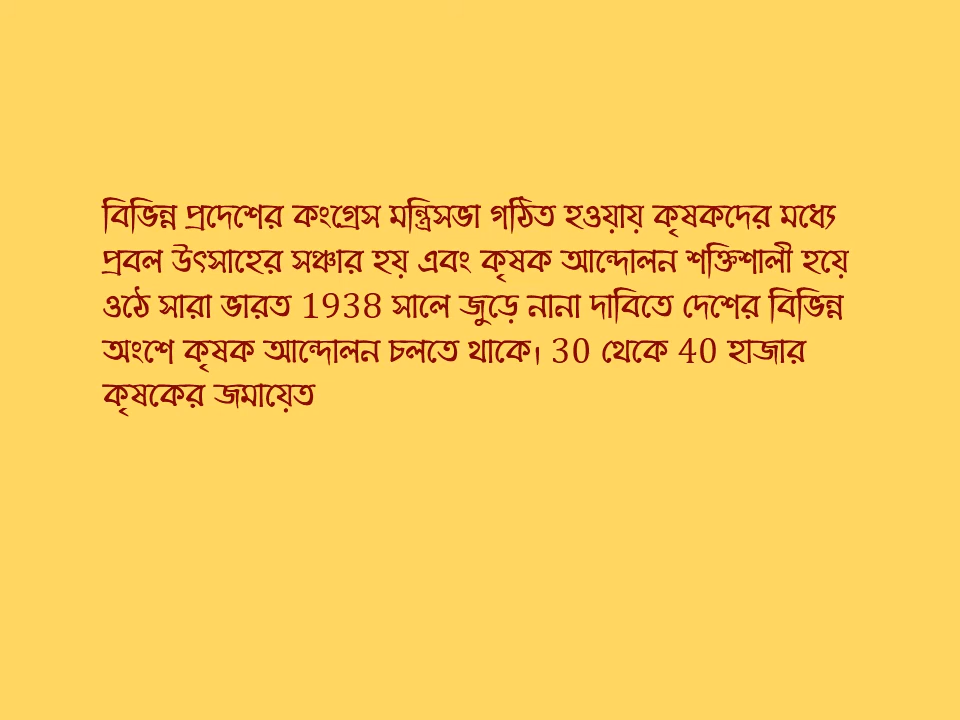 বিভিন্ন প্রদেশের কংগ্রেস মন্ত্রিসভা গঠিত হওয়ায় কৃষকদের মধ্যে
প্রবল উৎসাহের সঞ্চার হয় এবং কৃষক আন্দোলন শক্তিশালী হয়ে
ওঠে সারা ভারত 1938 সালে জুড়ে নানা দাবিতে দেশের বিভিন্ন
অংশে কৃষক আন্দোলন চলতে থাকে। 30 থেকে 40 হাজার
কৃষকের জমায়েত